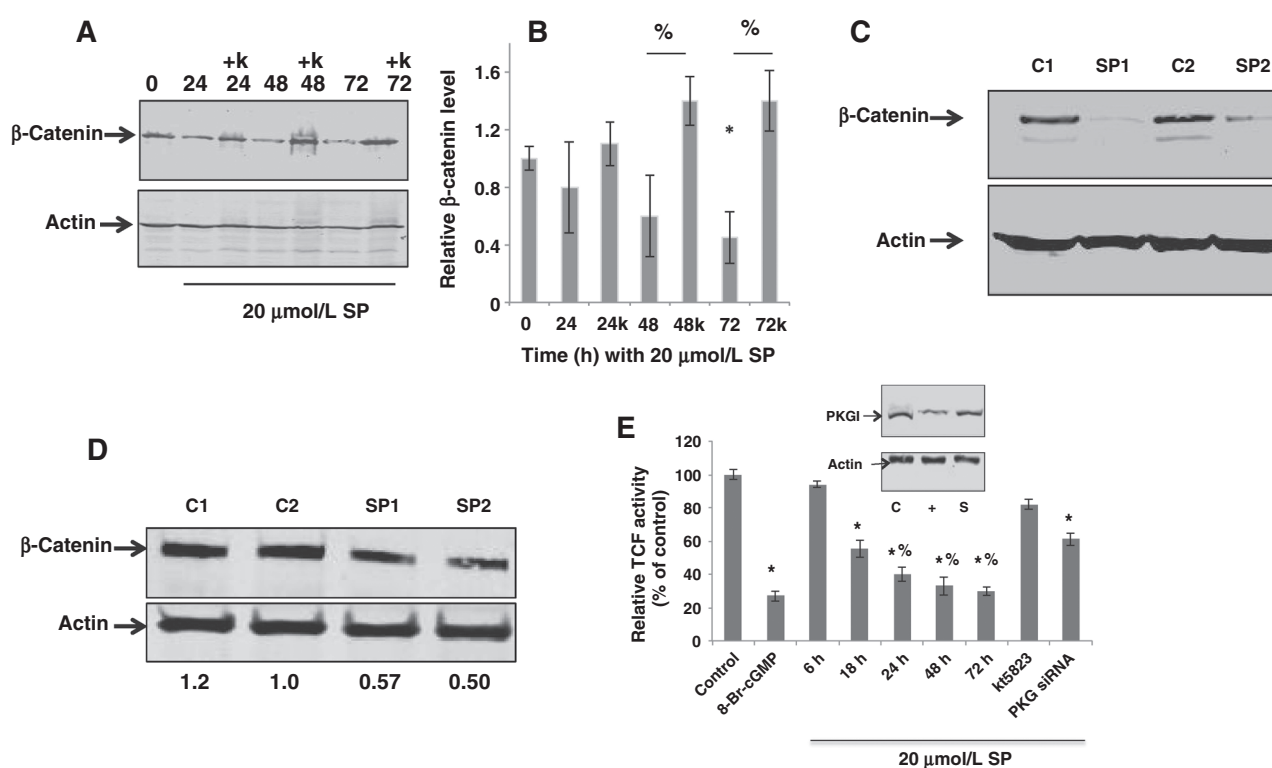 A
+k +k +k
0 24 24 48 48 72 72
β-Catenin
Actin
20 μmol/L SP
B
% %
Relative β-catenin level
1.6
1.2
*
0.8
0.4
0
0 24 24k 48 48k 72 72k
Time (h) with 20 μmol/L SP
C
C1 SP1 C2 SP2
β-Catenin
Actin
D
C1 C2 SP1 SP2
β-Catenin
Actin
1.2 1.0 0.57 0.50
E
PKGI
Actin
C + S
Relative TCF activity
(% of control)
120
100
80
60
40
20
0
* * *% *% *% *
Control
8-Br-cGMP
6 h
18 h
24 h
48 h
72 h
kt5823
PKG siRNA
20 μmol/L SP